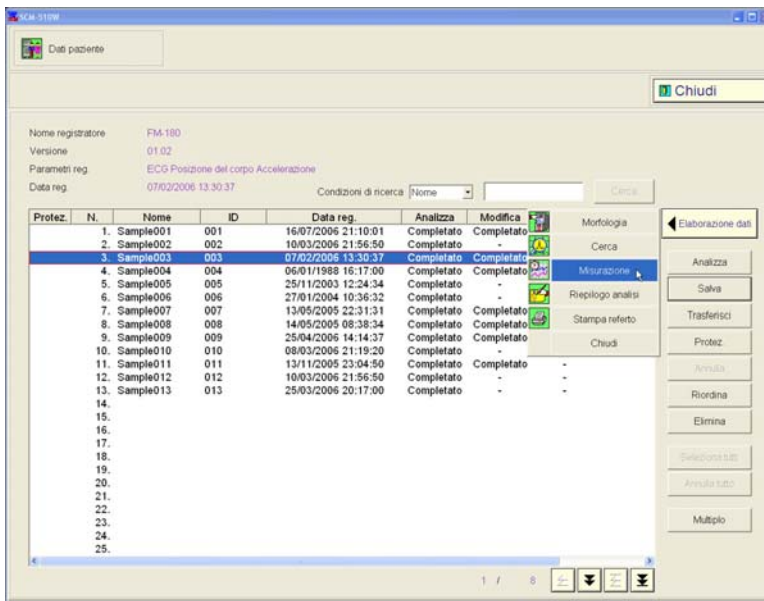 SCM-510W
Dati paziente
Chiudi
Nome registratore FM-180
Versione 01.02
Parametri reg. ECG Posizione del corpo Accelerazione
Data reg. 07/02/2006 13:30:37 Condizioni di ricerca Nome Cerca
Protez. N. Nome ID Data reg. Analizza Modifica
1. Sample001 001 16/07/2006 21:10:01 Completato Completato
2. Sample002 002 10/03/2006 21:56:50 Completato -
3. Sample003 003 07/02/2006 13:30:37 Completato Completato
4. Sample004 004 06/01/1988 16:17:00 Completato Completato
5. Sample005 005 25/11/2003 12:24:34 Completato -
6. Sample006 006 27/01/2004 10:36:32 Completato -
7. Sample007 007 13/05/2005 22:31:31 Completato Completato
8. Sample008 008 14/05/2005 08:38:34 Completato Completato
9. Sample009 009 25/04/2006 14:14:37 Completato Completato
10. Sample010 010 08/03/2006 21:19:20 Completato -
11. Sample011 011 13/11/2005 23:04:50 Completato Completato -
12. Sample012 012 10/03/2006 21:56:50 Completato - -
13. Sample013 013 25/03/2006 20:17:00 Completato - -
14.
15.
16.
17.
18.
19.
20.
21.
22.
23.
24.
25.
Morfologia
Cerca
Misurazione
Riepilogo analisi
Stampa referto
Chiudi
Elaborazione dati
Analizza
Salva
Trasferisci
Protez.
Annulla
Riordina
Elimina
Seleziona tutti
Annulla tutto
Multiplo
1 / 8